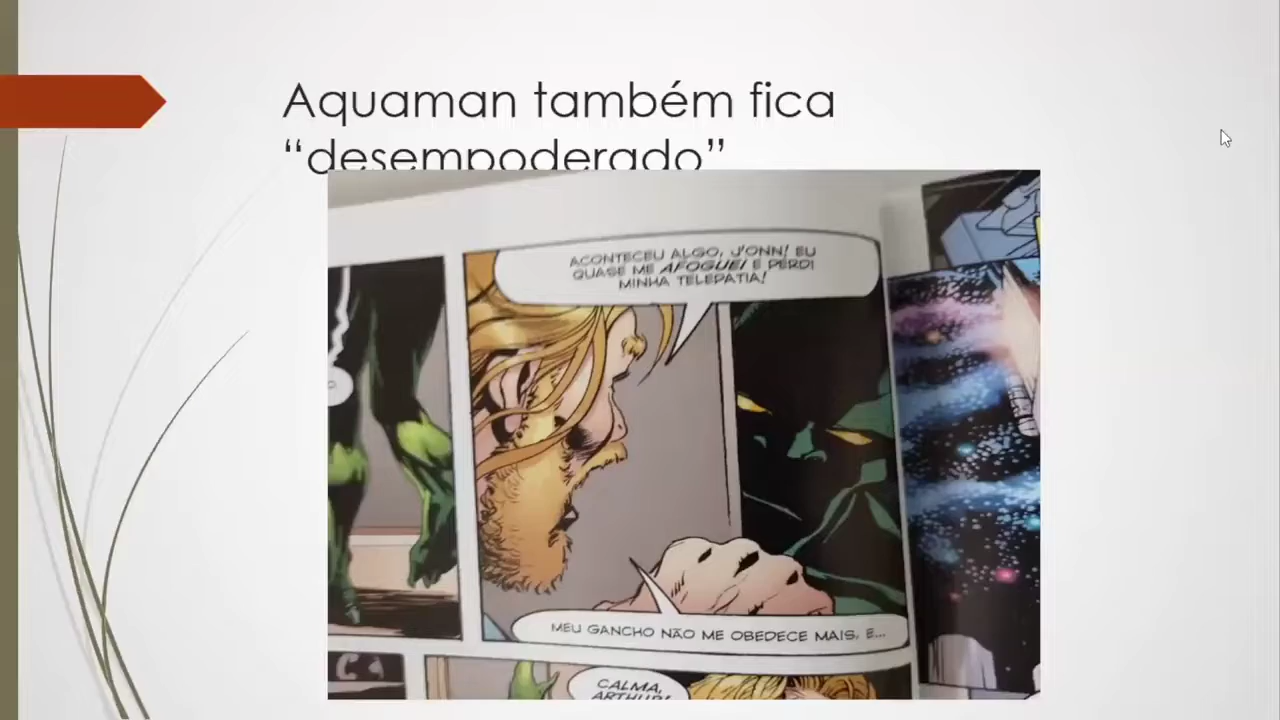 Aquaman também fica
“desempoderado”
ACONTECEU ALGO, J'ONN! EU
QUASE ME AFOGUEI E PERDI
MINHA TELEPATIA!
MEU GANCHO NÃO ME OBEDECE MAIS, E...
CALMA,
ARTHUR!